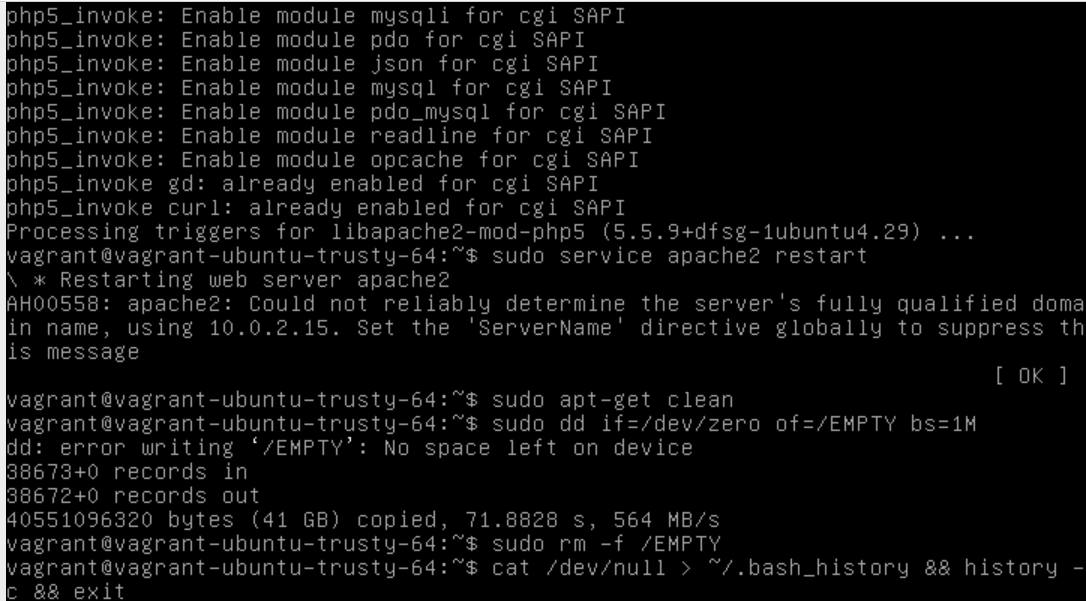 php5_invoke: Enable module mysqli for cgi SAPI
php5_invoke: Enable module pdo for cgi SAPI
php5_invoke: Enable module json for cgi SAPI
php5_invoke: Enable module mysql for cgi SAPI
php5_invoke: Enable module pdo_mysql for cgi SAPI
php5_invoke: Enable module readline for cgi SAPI
php5_invoke: Enable module opcache for cgi SAPI
php5_invoke gd: already enabled for cgi SAPI
php5_invoke curl: already enabled for cgi SAPI
Processing triggers for libapache2-mod-php5 (5.5.9+dfsg-1ubuntu4.29) ...
vagrant@vagrant-ubuntu-trusty-64:~$ sudo service apache2 restart
\ * Restarting web server apache2
AH00558: apache2: Could not reliably determine the server's fully qualified doma
in name, using 10.0.2.15. Set the 'ServerName' directive globally to suppress th
is message
[ OK ]
vagrant@vagrant-ubuntu-trusty-64:~$ sudo apt-get clean
vagrant@vagrant-ubuntu-trusty-64:~$ sudo dd if=/dev/zero of=/EMPTY bs=1M
dd: error writing ‘/EMPTY’: No space left on device
38673+0 records in
38672+0 records out
40551096320 bytes (41 GB) copied, 71.8828 s, 564 MB/s
vagrant@vagrant-ubuntu-trusty-64:~$ sudo rm -f /EMPTY
vagrant@vagrant-ubuntu-trusty-64:~$ cat /dev/null > ~/.bash_history && history -
c && exit